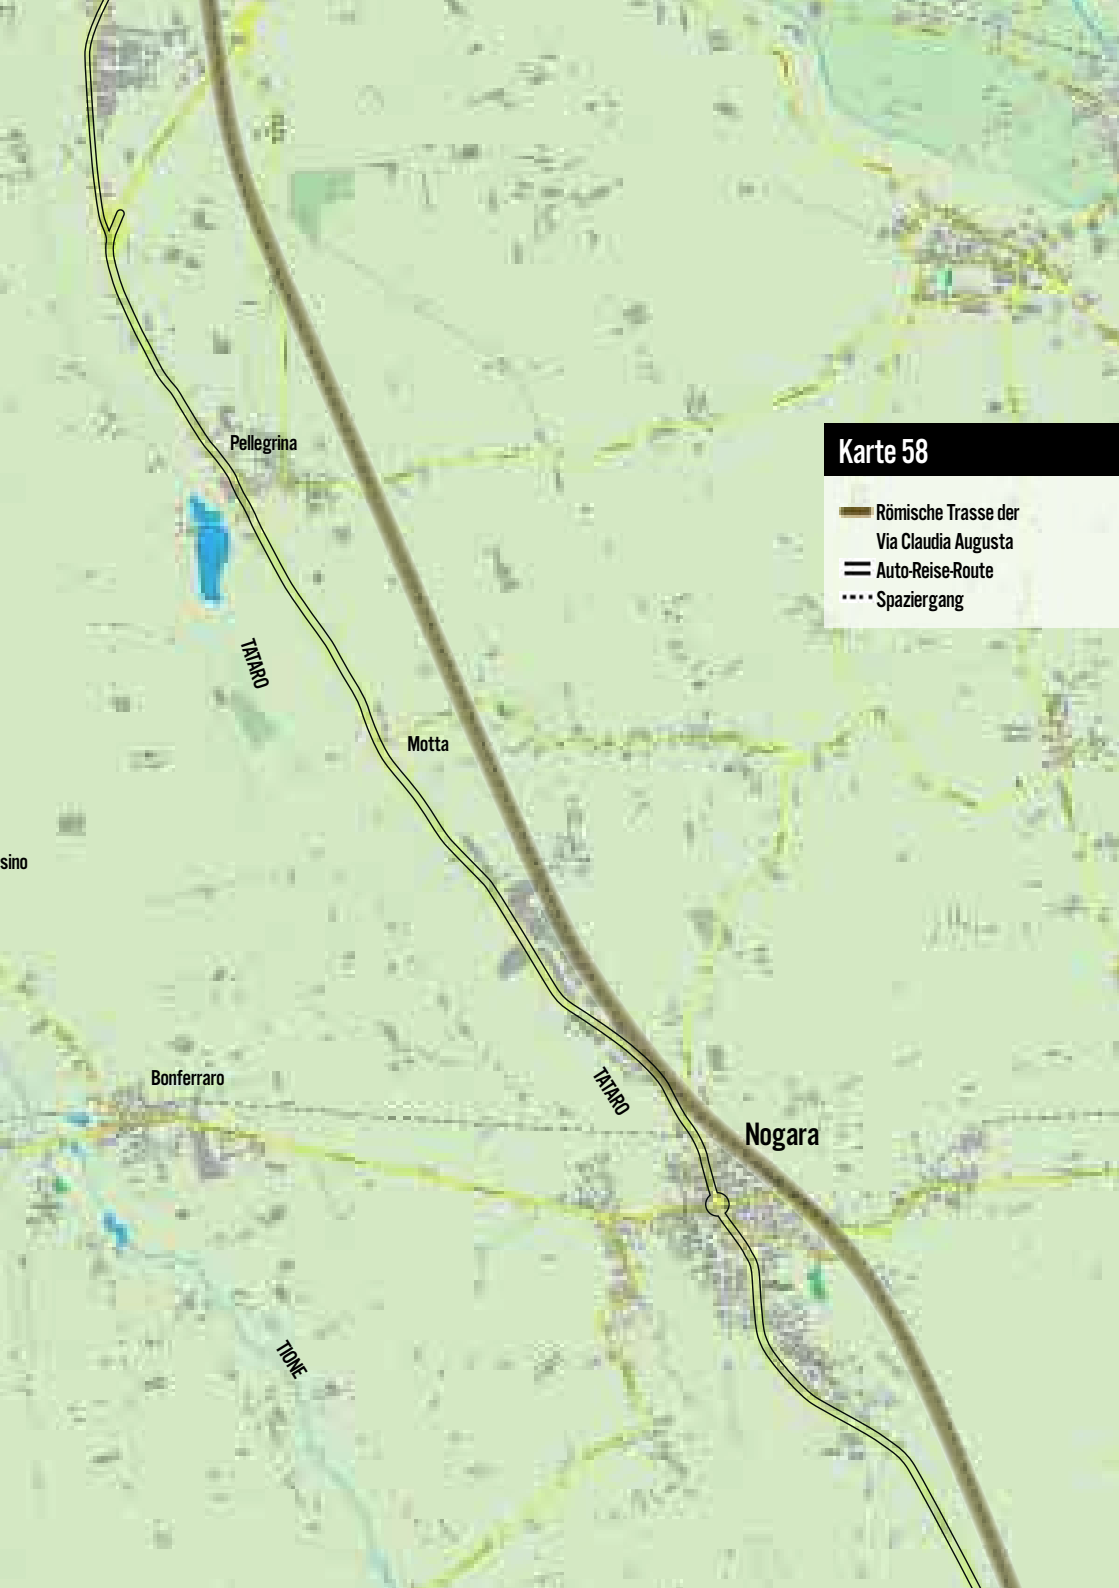 Pellegrina
Karte 58
Römische Trasse der
Via Claudia Augusta
Auto-Reise-Route
Spaziergang
TATARO
Motta
sino
Bonferraro
TATARO
Nogara
TIONE